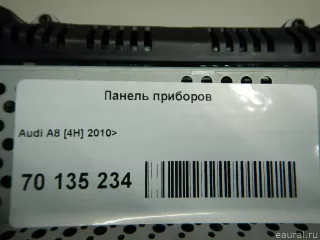 Панель приборов
Audi A8 [4H] 2010>
70 135 234
eaural.ru